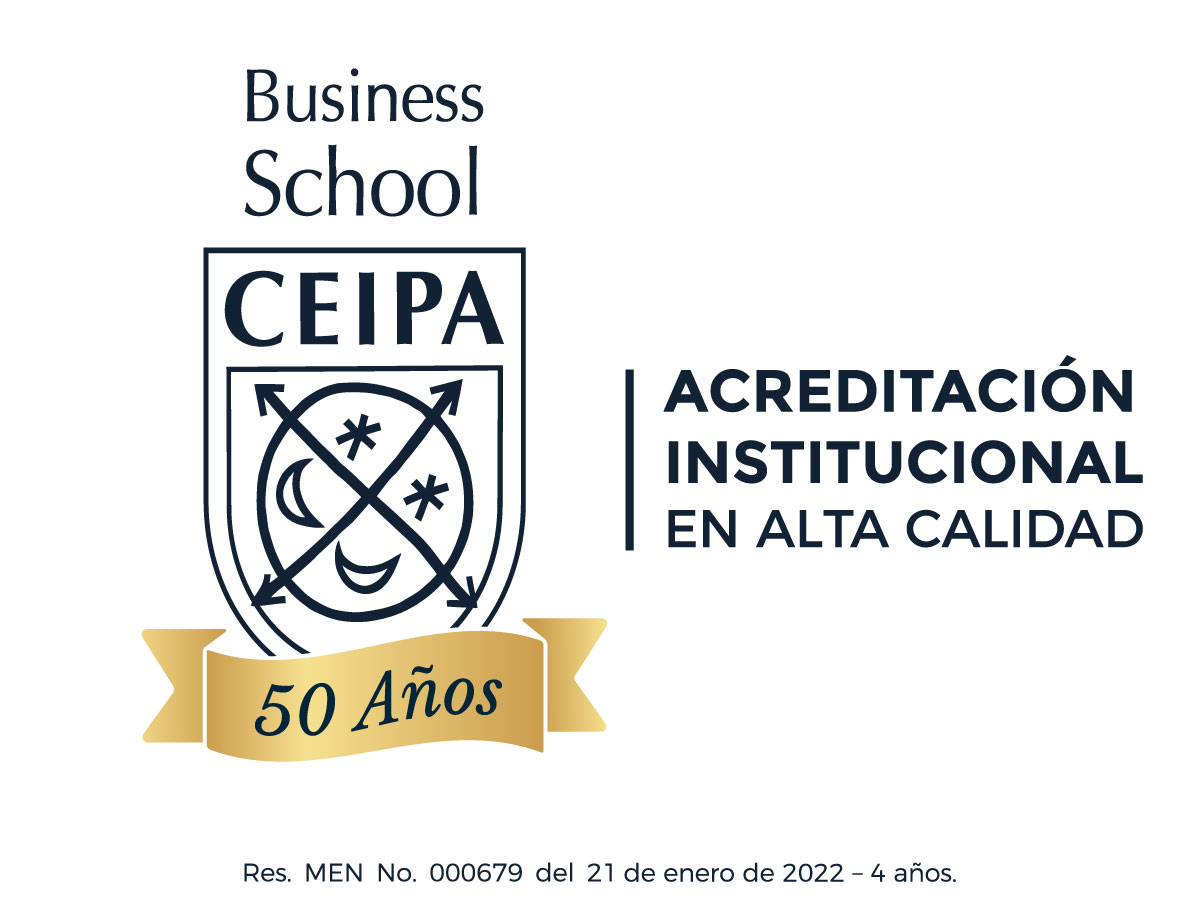 Business
School
CEIPA
50 Años
ACREDITACIÓN
INSTITUCIONAL
EN ALTA CALIDAD
Res. MEN No. 000679 del 21 de enero de 2022 – 4 años.